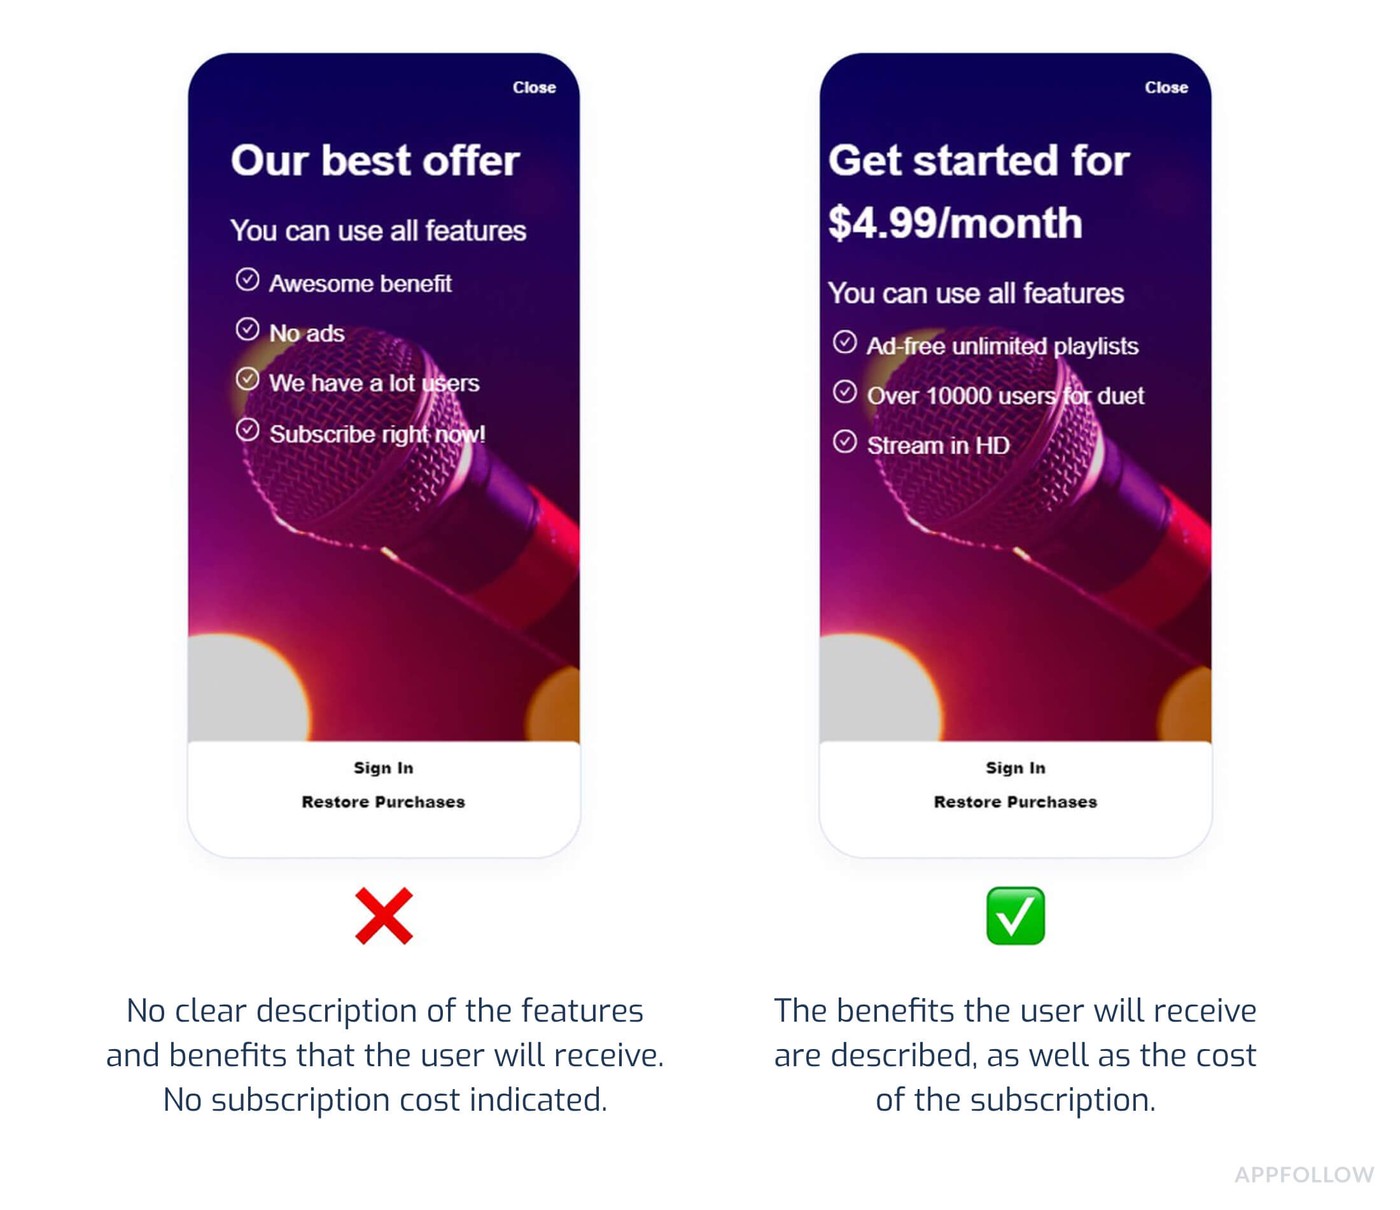 Close
Our best offer
You can use all features
Awesome benefit
No ads
We have a lot users
Subscribe right now!
Sign In
Restore Purchases
No clear description of the features
and benefits that the user will receive.
No subscription cost indicated.
Close
Get started for
$4.99/month
You can use all features
Ad-free unlimited playlists
Over 10000 users for duet
Stream in HD
Sign In
Restore Purchases
The benefits the user will receive
are described, as well as the cost
of the subscription.
APPFOLLOW